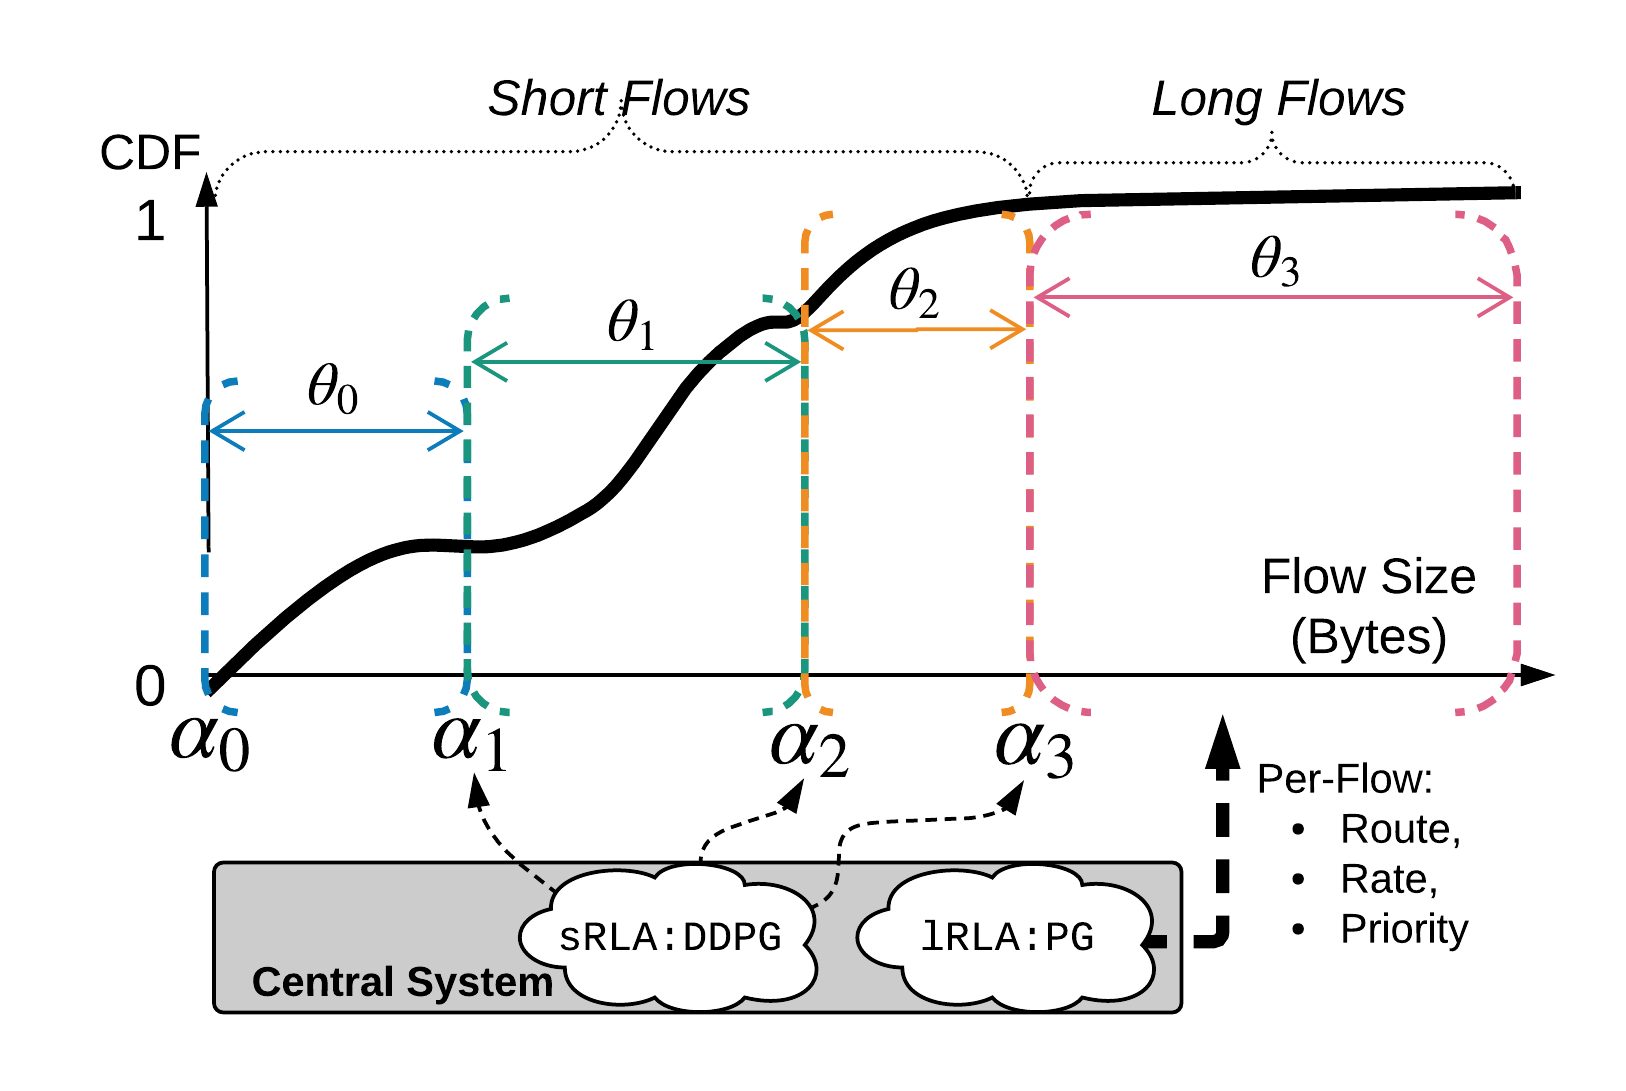 Short Flows
Long Flows
CDF
1
θ3
θ2
θ1
θ0
Flow Size
(Bytes)
0
α0
α1
α2
α3
Per-Flow:
• Route,
• Rate,
• Priority
sRLA:DDPG
lRLA:PG
Central System